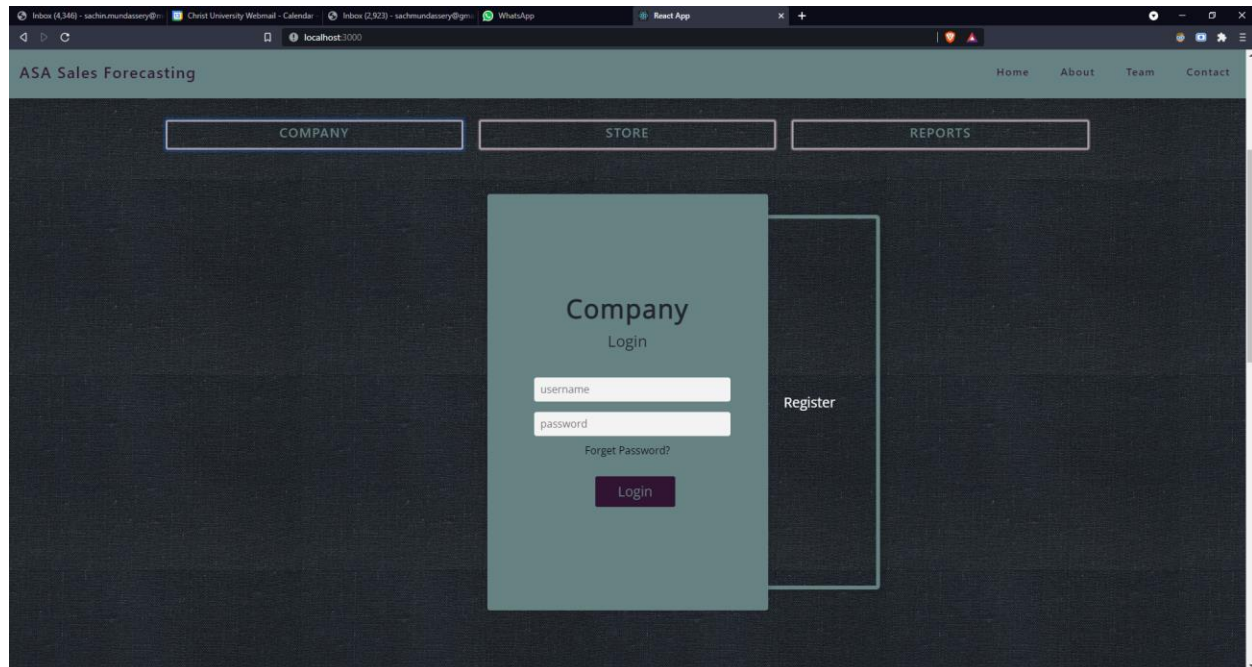 Inbox (4,346) - sachin.mundassery@m
Christ University Webmail - Calendar
Inbox (2,923) - sachmundassery@gma
WhatsApp
React App
localhost:3000
ASA Sales Forecasting
Home About Team Contact
COMPANY STORE REPORTS
Company
Login
username
password
Register
Forget Password?
Login